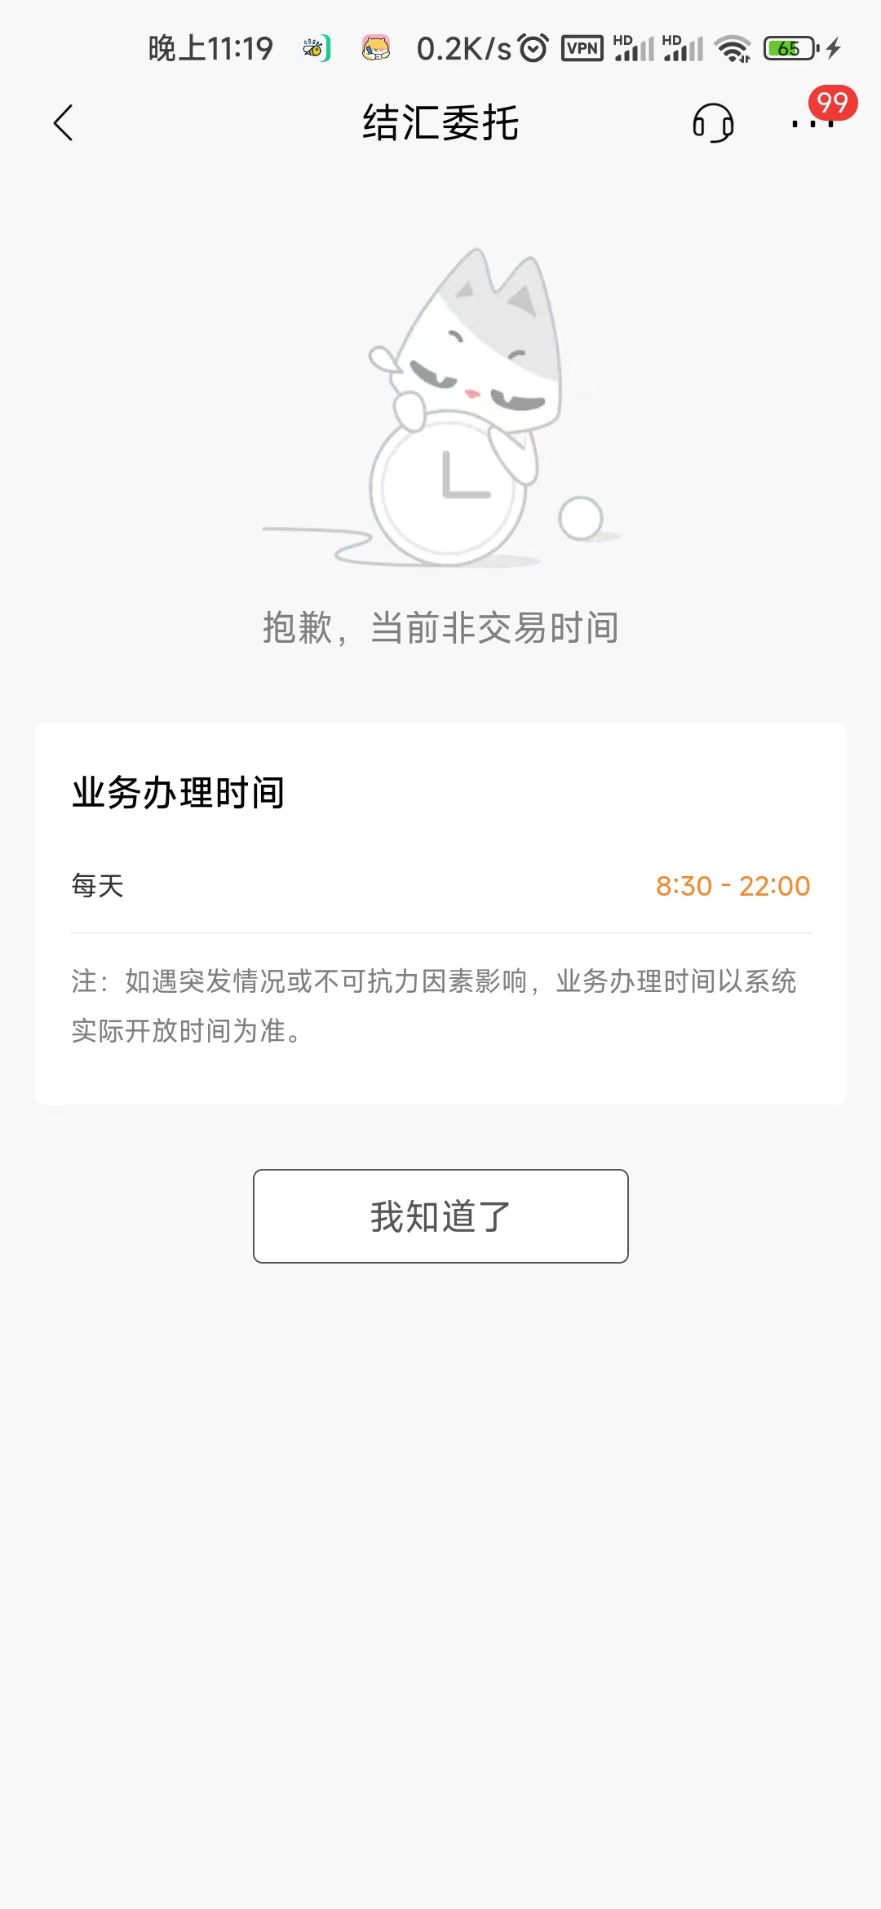 晚上11:19 0.2K/s VPN HD HD 65
结汇委托
99
抱歉，当前非交易时间
业务办理时间
每天 8:30 - 22:00
注：如遇突发情况或不可抗力因素影响，业务办理时间以系统
实际开放时间为准。
我知道了